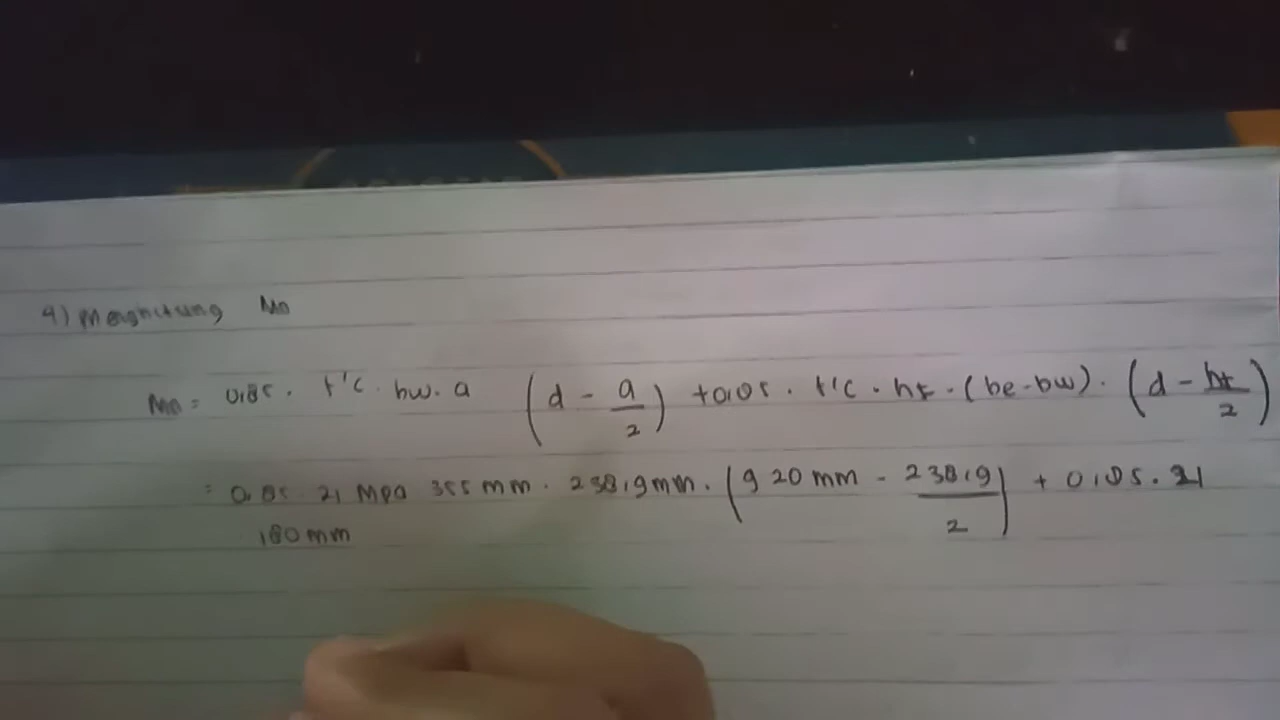 4) Menghitung Mn
Mn = 0,85 . f'c . bw . a (d - a/2) + 0,85 . f'c . hf . (be - bw) . (d - hf/2)
= 0,85 . 21 Mpa 355 mm . 238,9 mm . (920 mm - 238,9/2) + 0,85 . 21
180 mm